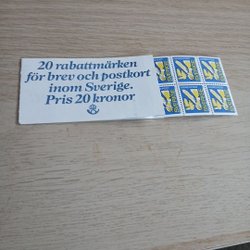 20 rabattmärken
för brev och postkort
inom Sverige.
Pris 20 kronor